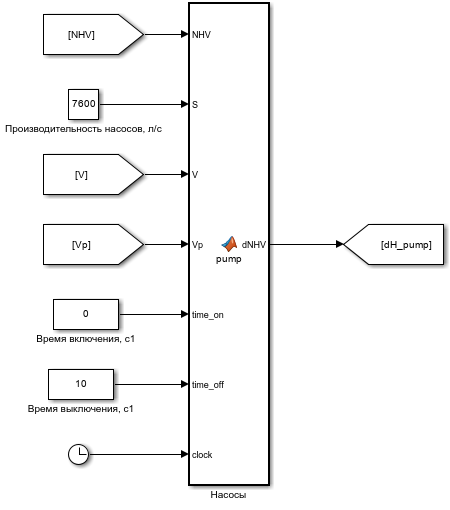 [NHV]
NHV
7600
S
Производительность насосов, л/с
[V]
V
[Vp]
Vp
dNHV
[dH_pump]
pump
0
time_on
Время включения, с1
10
time_off
Время выключения, с1
clock
Насосы